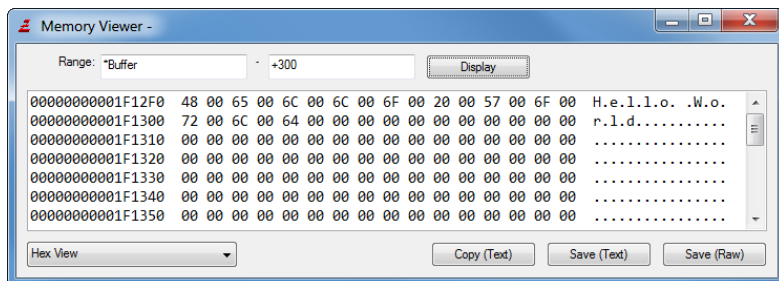 Memory Viewer -
Range: *Buffer - +300 Display
00000000001F12F0 48 00 65 00 6C 00 6C 00 6F 00 20 00 57 00 6F 00 H.e.l.l.o. .W.o.
00000000001F1300 72 00 6C 00 64 00 00 00 00 00 00 00 00 00 00 00 r.l.d...........
00000000001F1310 00 00 00 00 00 00 00 00 00 00 00 00 00 00 00 00 ................
00000000001F1320 00 00 00 00 00 00 00 00 00 00 00 00 00 00 00 00 ................
00000000001F1330 00 00 00 00 00 00 00 00 00 00 00 00 00 00 00 00 ................
00000000001F1340 00 00 00 00 00 00 00 00 00 00 00 00 00 00 00 00 ................
00000000001F1350 00 00 00 00 00 00 00 00 00 00 00 00 00 00 00 00 ................
Hex View Copy (Text) Save (Text) Save (Raw)